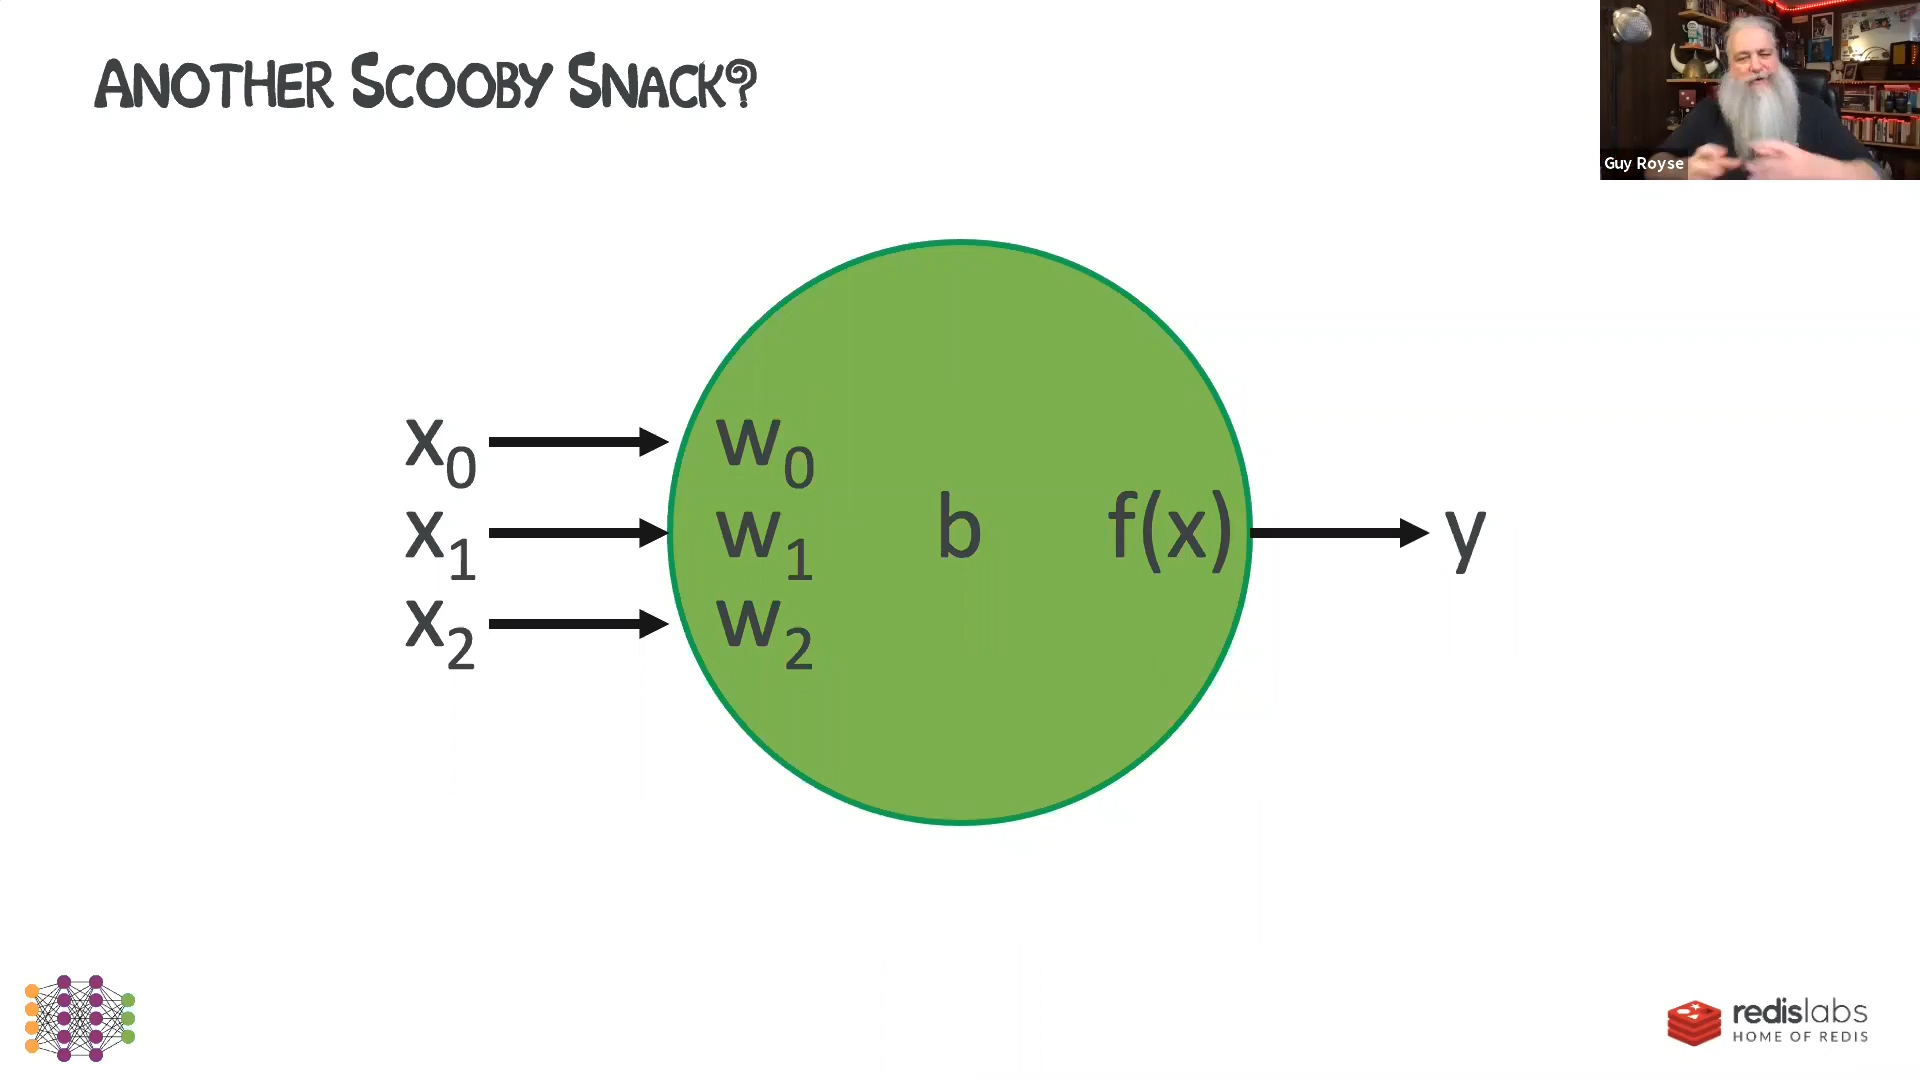 ANOTHER SCOOBY SNACK?
Guy Royse
x0 w0
x1 w1 b f(x) y
x2 w2
redislabs
HOME OF REDIS